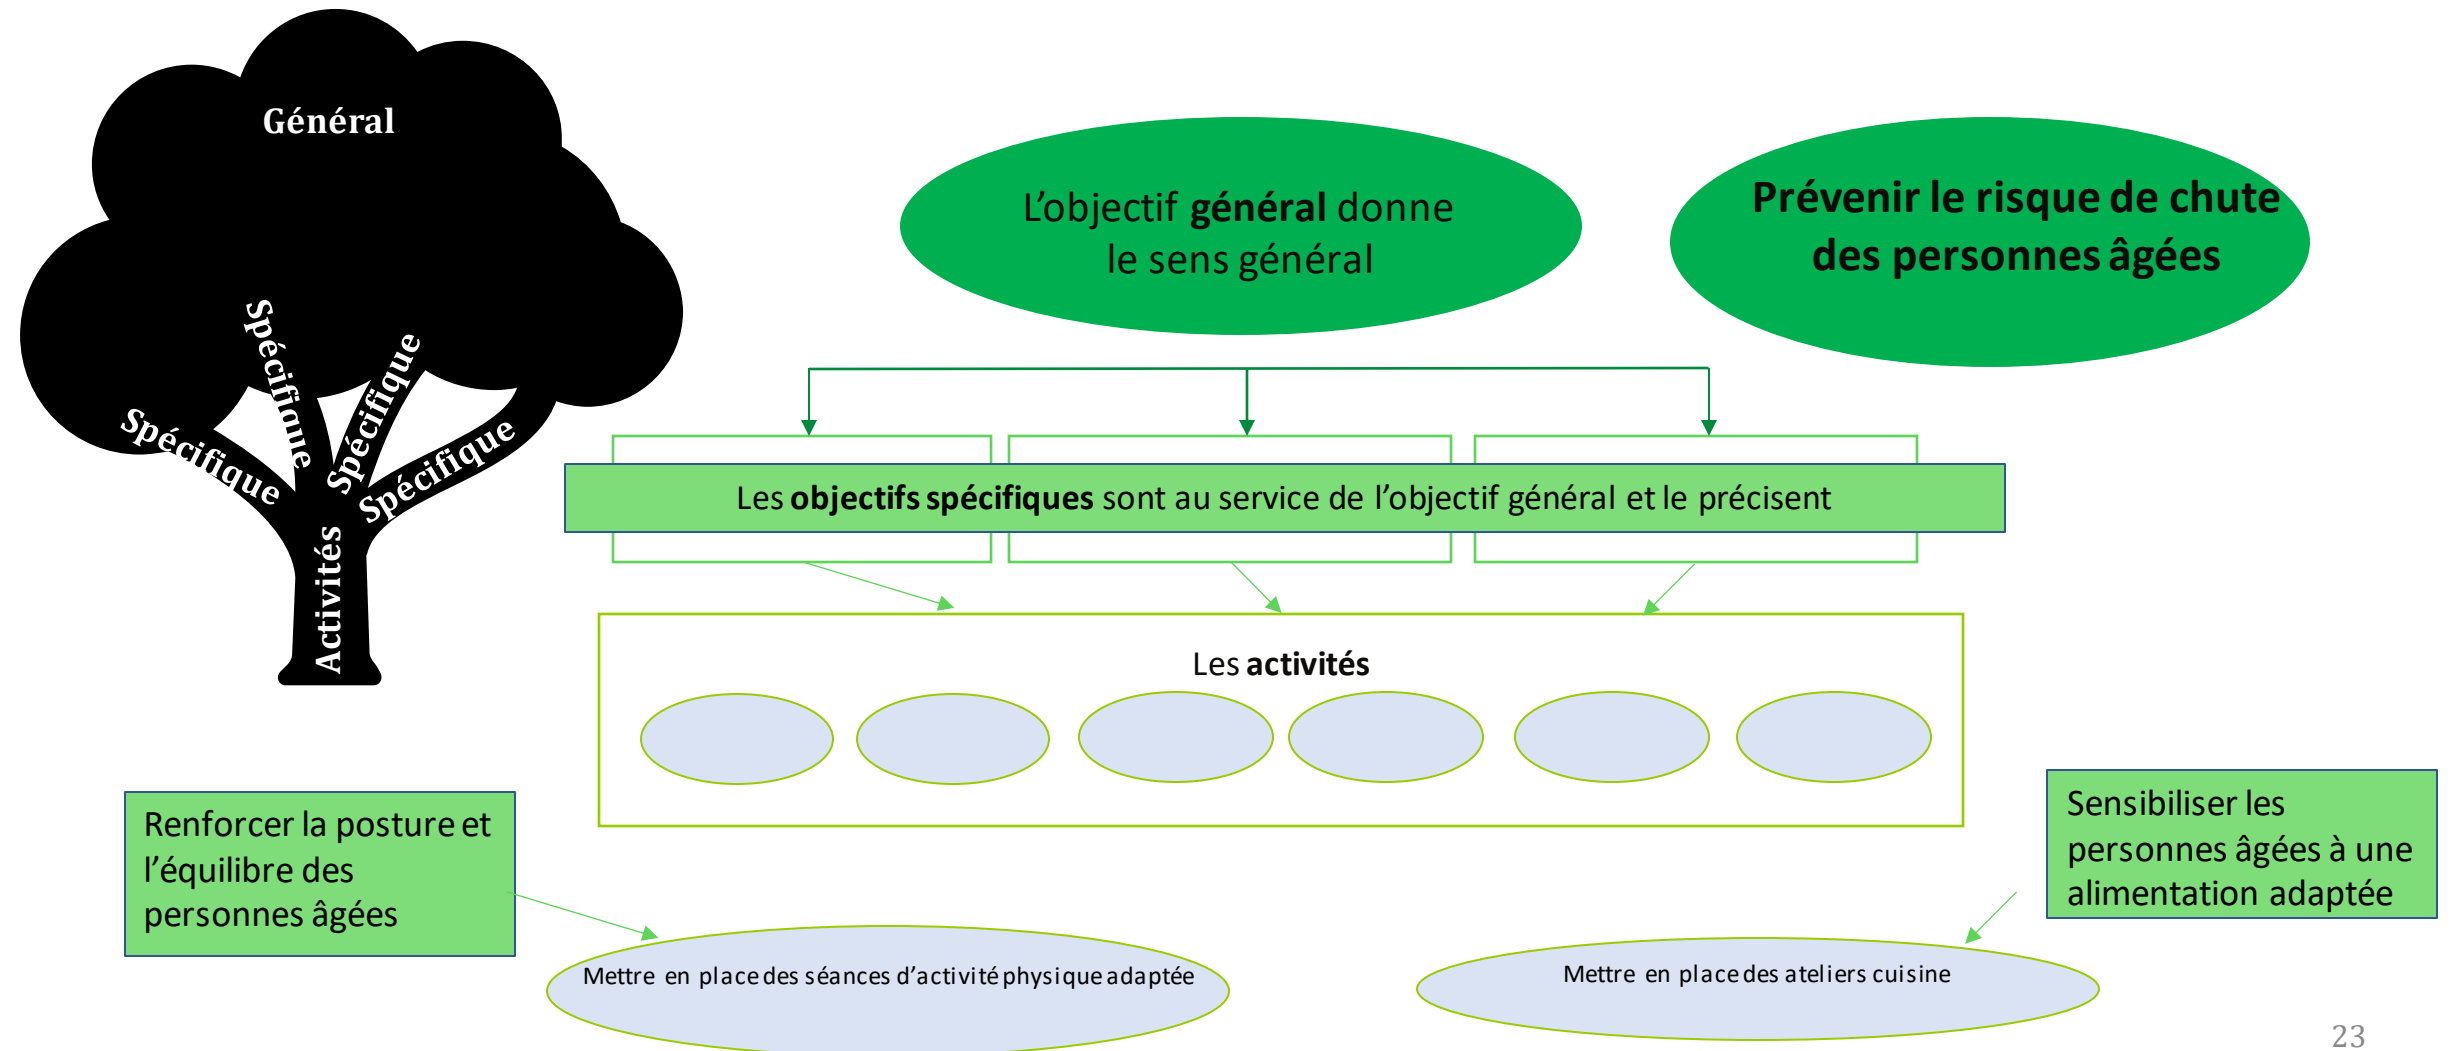 Général
Spécifique
Spécifique
Spécifique
Spécifique
Activités
L’objectif général donne
le sens général
Prévenir le risque de chute
des personnes âgées
Les objectifs spécifiques sont au service de l’objectif général et le précisent
Les activités
Renforcer la posture et
l’équilibre des
personnes âgées
Mettre en place des séances d’activité physique adaptée
Sensibiliser les
personnes âgées à une
alimentation adaptée
Mettre en place des ateliers cuisine
23